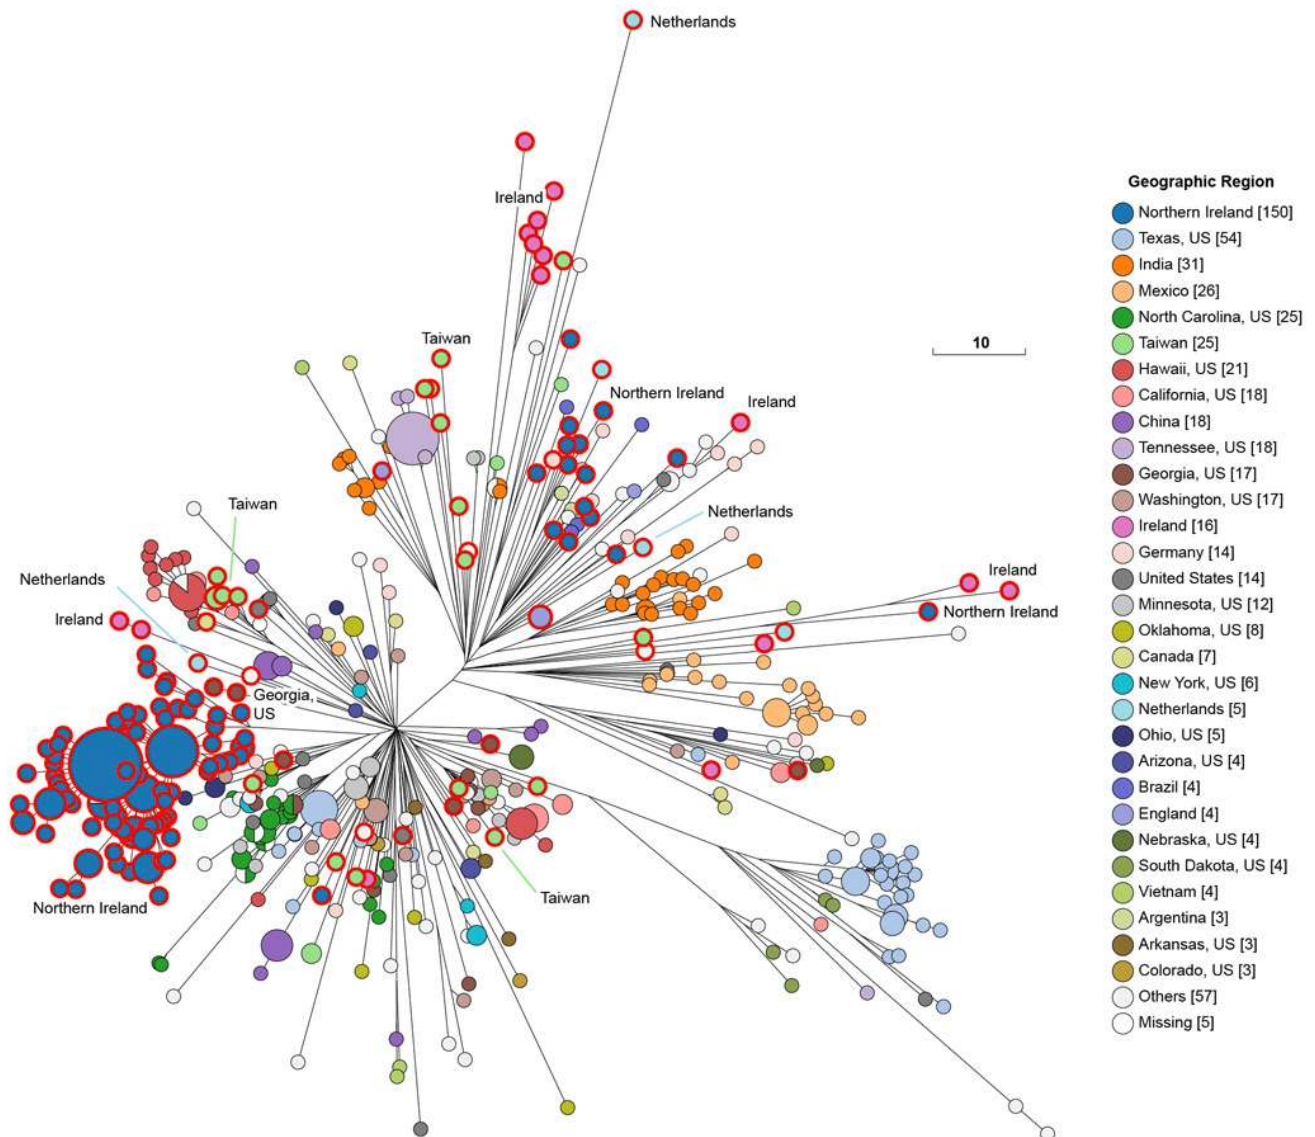 Netherlands
Ireland
Taiwan
Northern Ireland
Ireland
10
Taiwan
Netherlands
Netherlands
Ireland
Ireland
Northern Ireland
Georgia,
US
Northern Ireland
Taiwan
Geographic Region
Northern Ireland [150]
Texas, US [54]
India [31]
Mexico [26]
North Carolina, US [25]
Taiwan [25]
Hawaii, US [21]
California, US [18]
China [18]
Tennessee, US [18]
Georgia, US [17]
Washington, US [17]
Ireland [16]
Germany [14]
United States [14]
Minnesota, US [12]
Oklahoma, US [8]
Canada [7]
New York, US [6]
Netherlands [5]
Ohio, US [5]
Arizona, US [4]
Brazil [4]
England [4]
Nebraska, US [4]
South Dakota, US [4]
Vietnam [4]
Argentina [3]
Arkansas, US [3]
Colorado, US [3]
Others [57]
Missing [5]